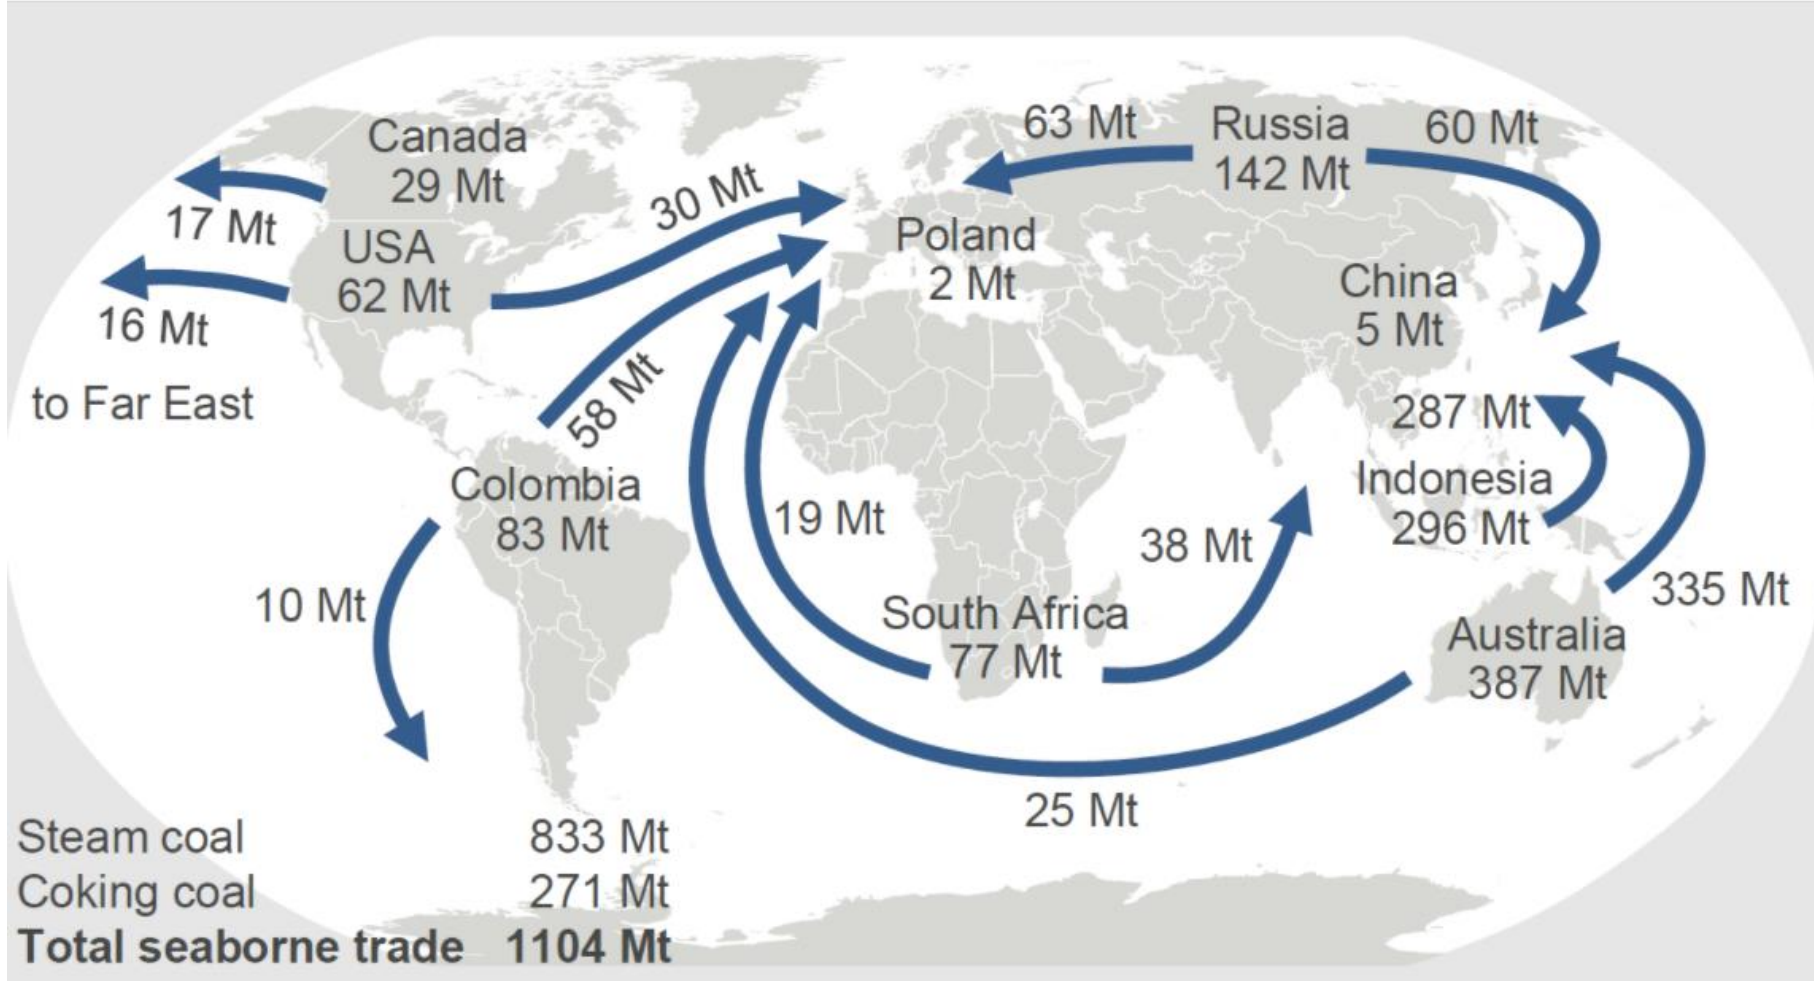 Canada
29 Mt
17 Mt
USA
62 Mt
16 Mt
to Far East
30 Mt
58 Mt
Colombia
83 Mt
10 Mt
63 Mt
Russia
142 Mt
60 Mt
Poland
2 Mt
China
5 Mt
287 Mt
Indonesia
296 Mt
19 Mt
38 Mt
South Africa
77 Mt
335 Mt
Australia
387 Mt
25 Mt
Steam coal 833 Mt
Coking coal 271 Mt
Total seaborne trade 1104 Mt